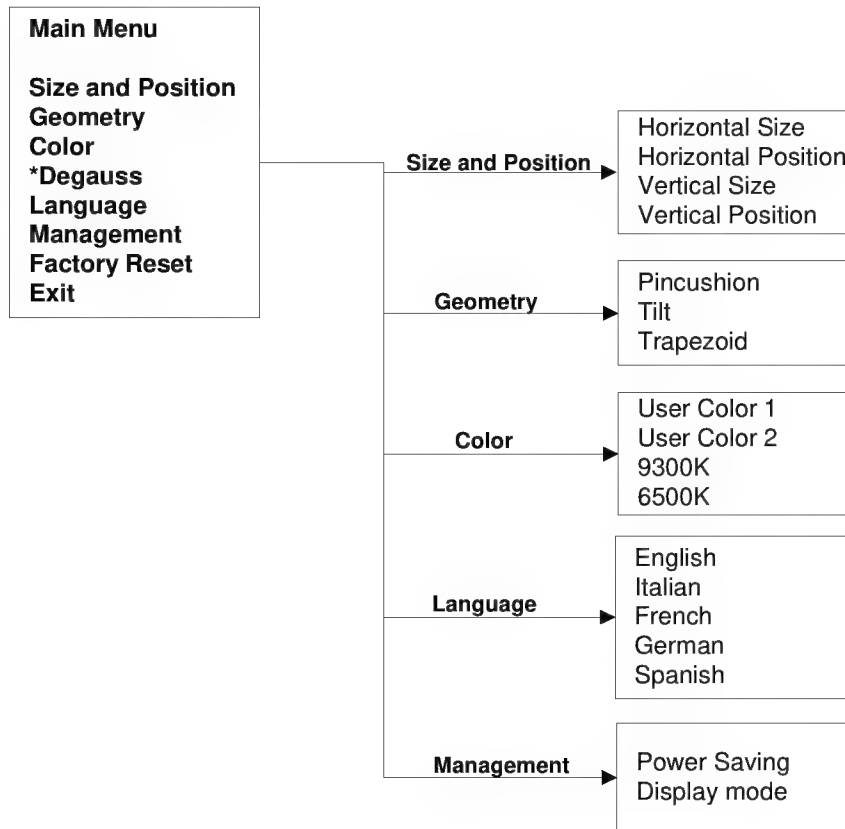 Main Menu
Size and Position
Geometry
Color
*Degauss
Language
Management
Factory Reset
Exit
Size and Position
Horizontal Size
Horizontal Position
Vertical Size
Vertical Position
Geometry
Pincushion
Tilt
Trapezoid
Color
User Color 1
User Color 2
9300K
6500K
Language
English
Italian
French
German
Spanish
Management
Power Saving
Display mode